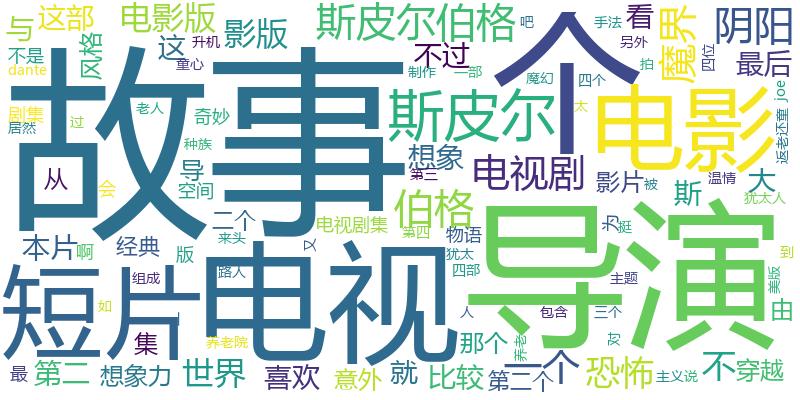 与 这部 电影版 斯皮尔伯格 吧 个 手法 看 阴阳
不是 风格 这 升机 影版 不过 另外 魔界 四位 最后
dante 童心 制作 一部 魔幻 四个 拍
剧集 故事 老人 奇妙 斯皮尔 太 电影 返老还童 joe
居然 过 种族 想象 电视剧 影片 被 温情 大
从 会 导 空间 第三 斯 犹太人
二个 伯格 为 挺
本片 啊 经典 版 来头 又 电视剧集 第四 物语 导演 主题 美版 到
短片 组成 路人 电视 犹太 四部 人 包含 三个 由
集 一 如 养老院 那个 养老 对
最 第二 想象力 世界 喜欢 意外 就 比较 第二个 一个 恐怖 主义说 不 穿越